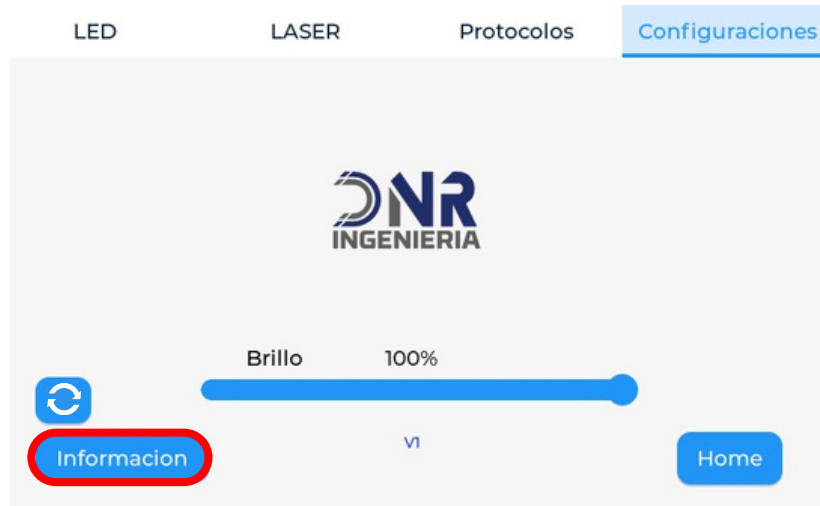 LED LASER Protocolos Configuraciones
DNR
INGENIERIA
Brillo 100%
V1
Informacion Home